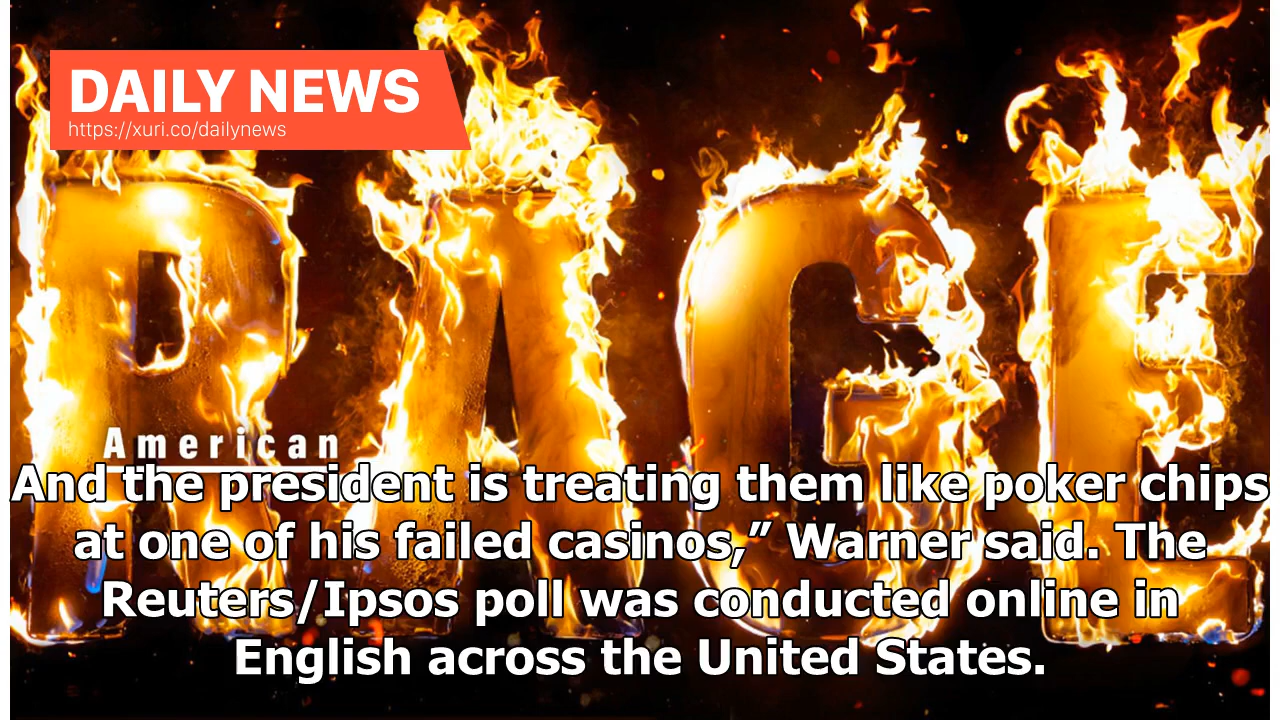 DAILY NEWS
https://xuri.co/dailynews
RAGE
American
And the president is treating them like poker chips
at one of his failed casinos,” Warner said. The
Reuters/Ipsos poll was conducted online in
English across the United States.